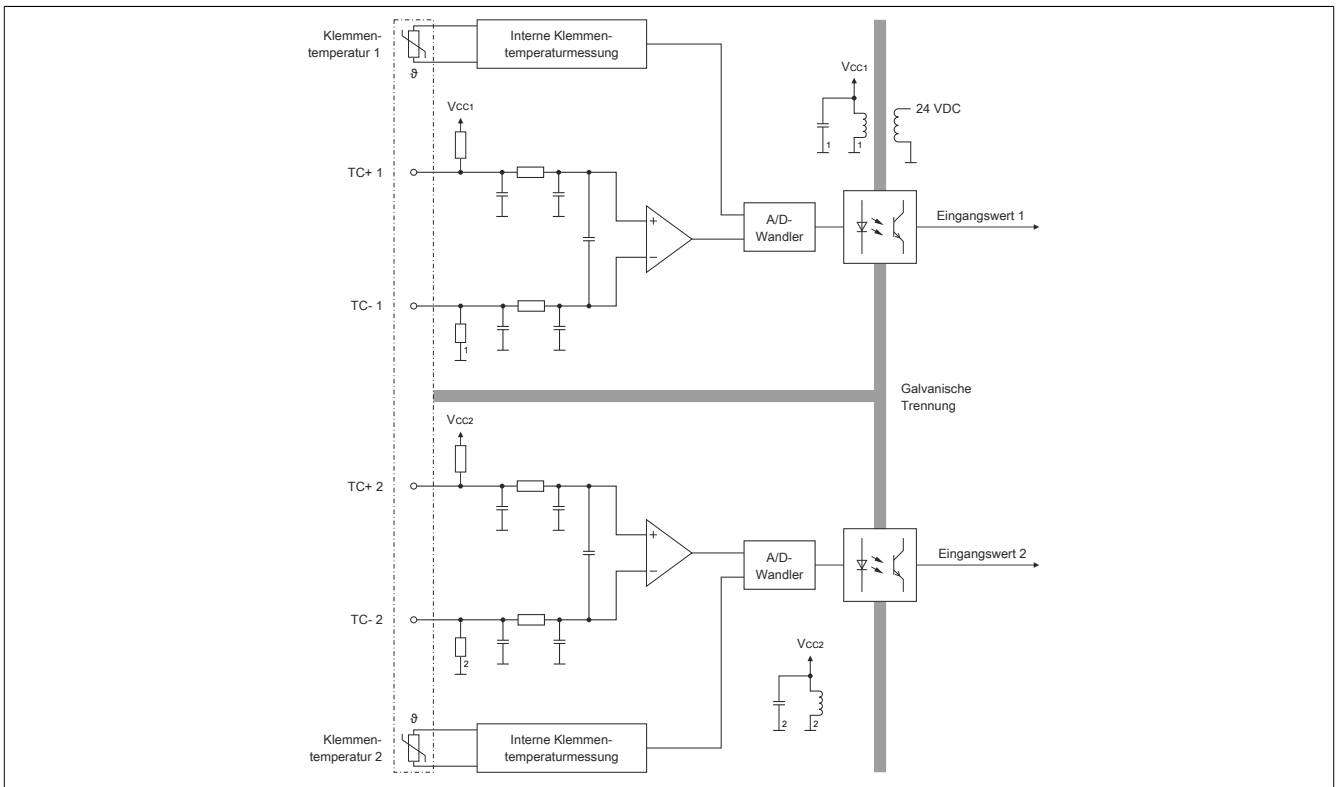 Klemmen-
temperatur 1
ϑ
Interne Klemmen-
temperaturmessung
VCC1
VCC1
24 VDC
1
1
TC+ 1
+
−
A/D-
Wandler
Eingangswert 1
TC- 1
1
Galvanische
Trennung
VCC2
TC+ 2
+
−
A/D-
Wandler
Eingangswert 2
TC- 2
2
VCC2
2
2
ϑ
Klemmen-
temperatur 2
Interne Klemmen-
temperaturmessung